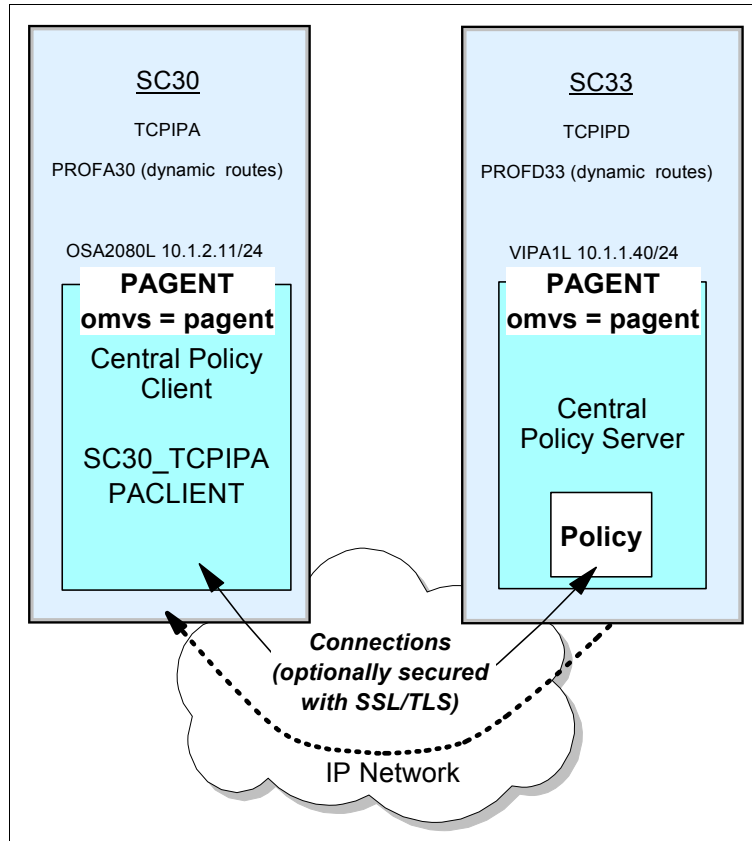 SC30
TCPIPA
PROFA30 (dynamic routes)
OSA2080L 10.1.2.11/24
PAGENT
omvs = pagent
Central Policy
Client
SC30_TCPIPA
PACLIENT
SC33
TCPIPD
PROFD33 (dynamic routes)
VIPA1L 10.1.1.40/24
PAGENT
omvs = pagent
Central
Policy Server
Policy
Connections
(optionally secured
with SSL/TLS)
IP Network